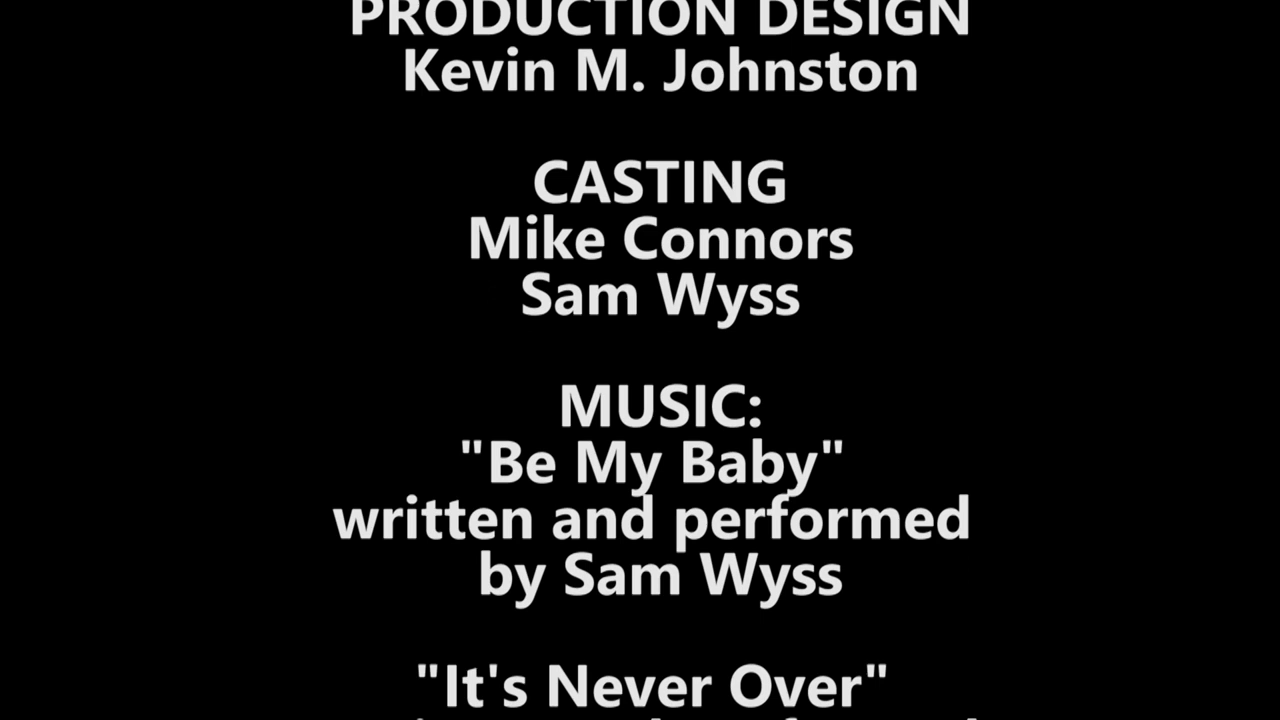 PRODUCTION DESIGN
Kevin M. Johnston
CASTING
Mike Connors
Sam Wyss
MUSIC:
"Be My Baby"
written and performed
by Sam Wyss
"It's Never Over"